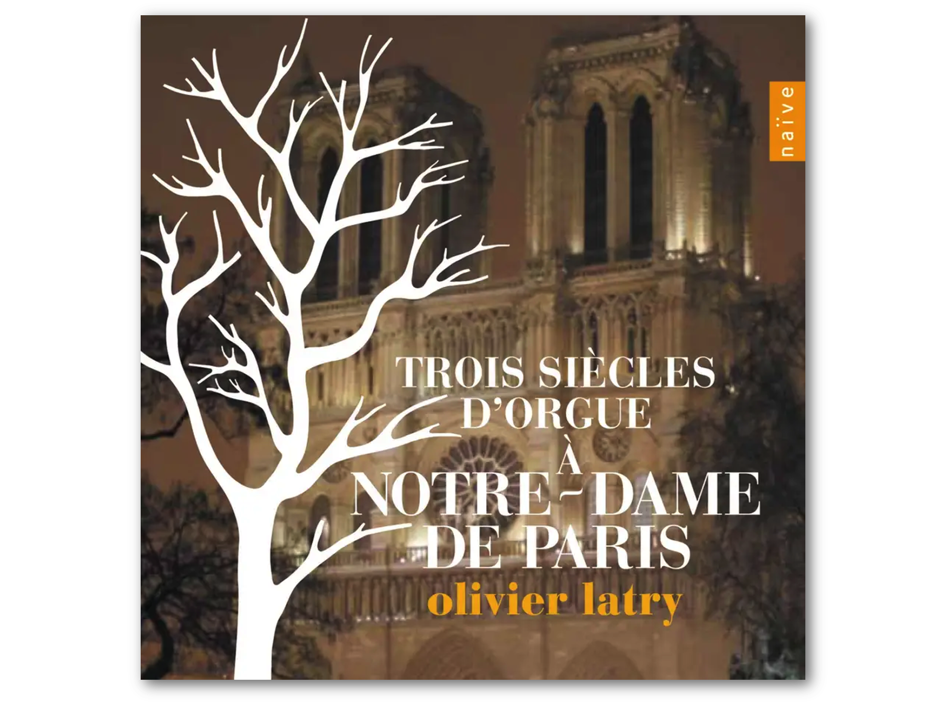 naïve
TROIS SIÈCLES
D'ORGUE
À
NOTRE~DAME
DE PARIS
olivier latry